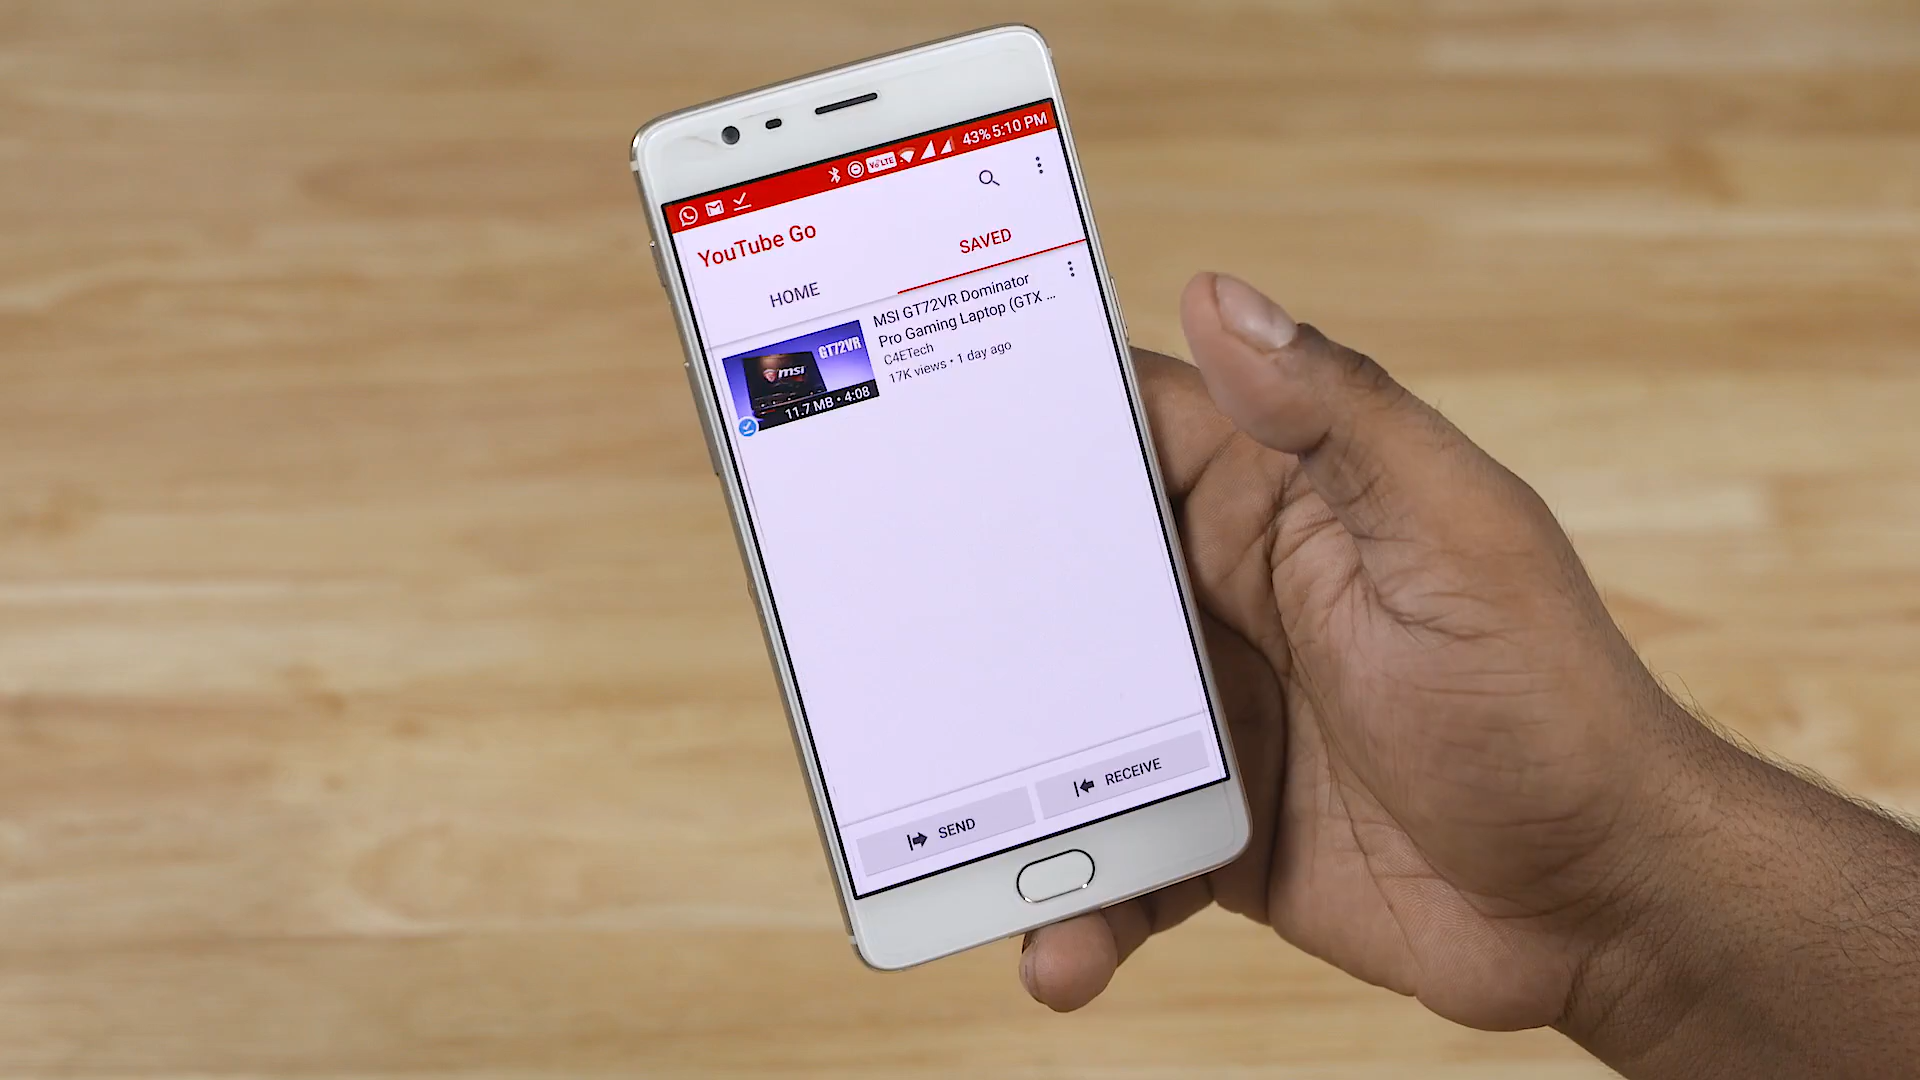 VoLTE 43% 5:10 PM
YouTube Go
HOME
SAVED
GT72VR
msi
11.7 MB • 4:08
MSI GT72VR Dominator
Pro Gaming Laptop (GTX ...
C4ETech
17K views • 1 day ago
SEND
RECEIVE